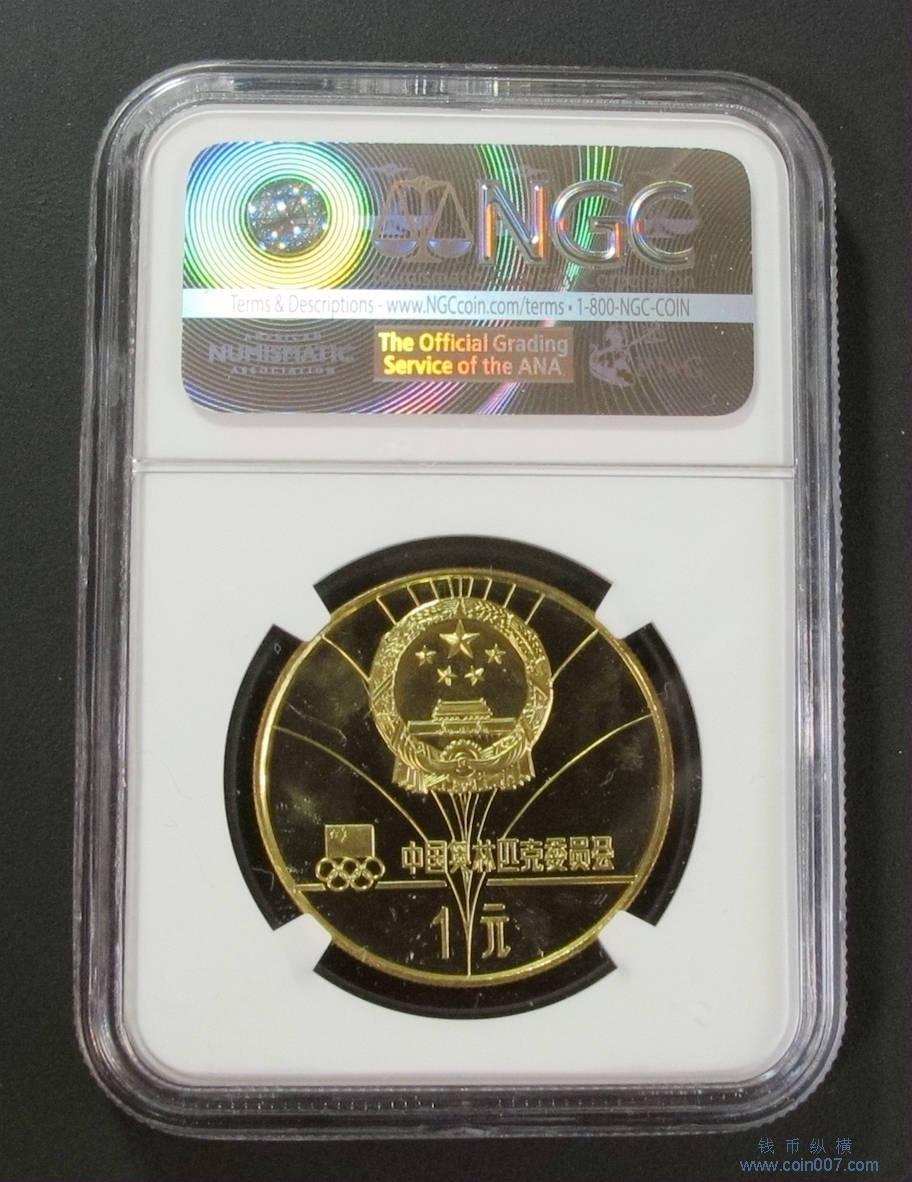 NGC
Terms & Descriptions - www.NGCcoin.com/terms • 1-800-NGC-COIN
NUMISMATIC
ASSOCIATION
The Official Grading
Service of the ANA
中国奥林匹克委员会
1元
钱币纵横
www.coin007.com